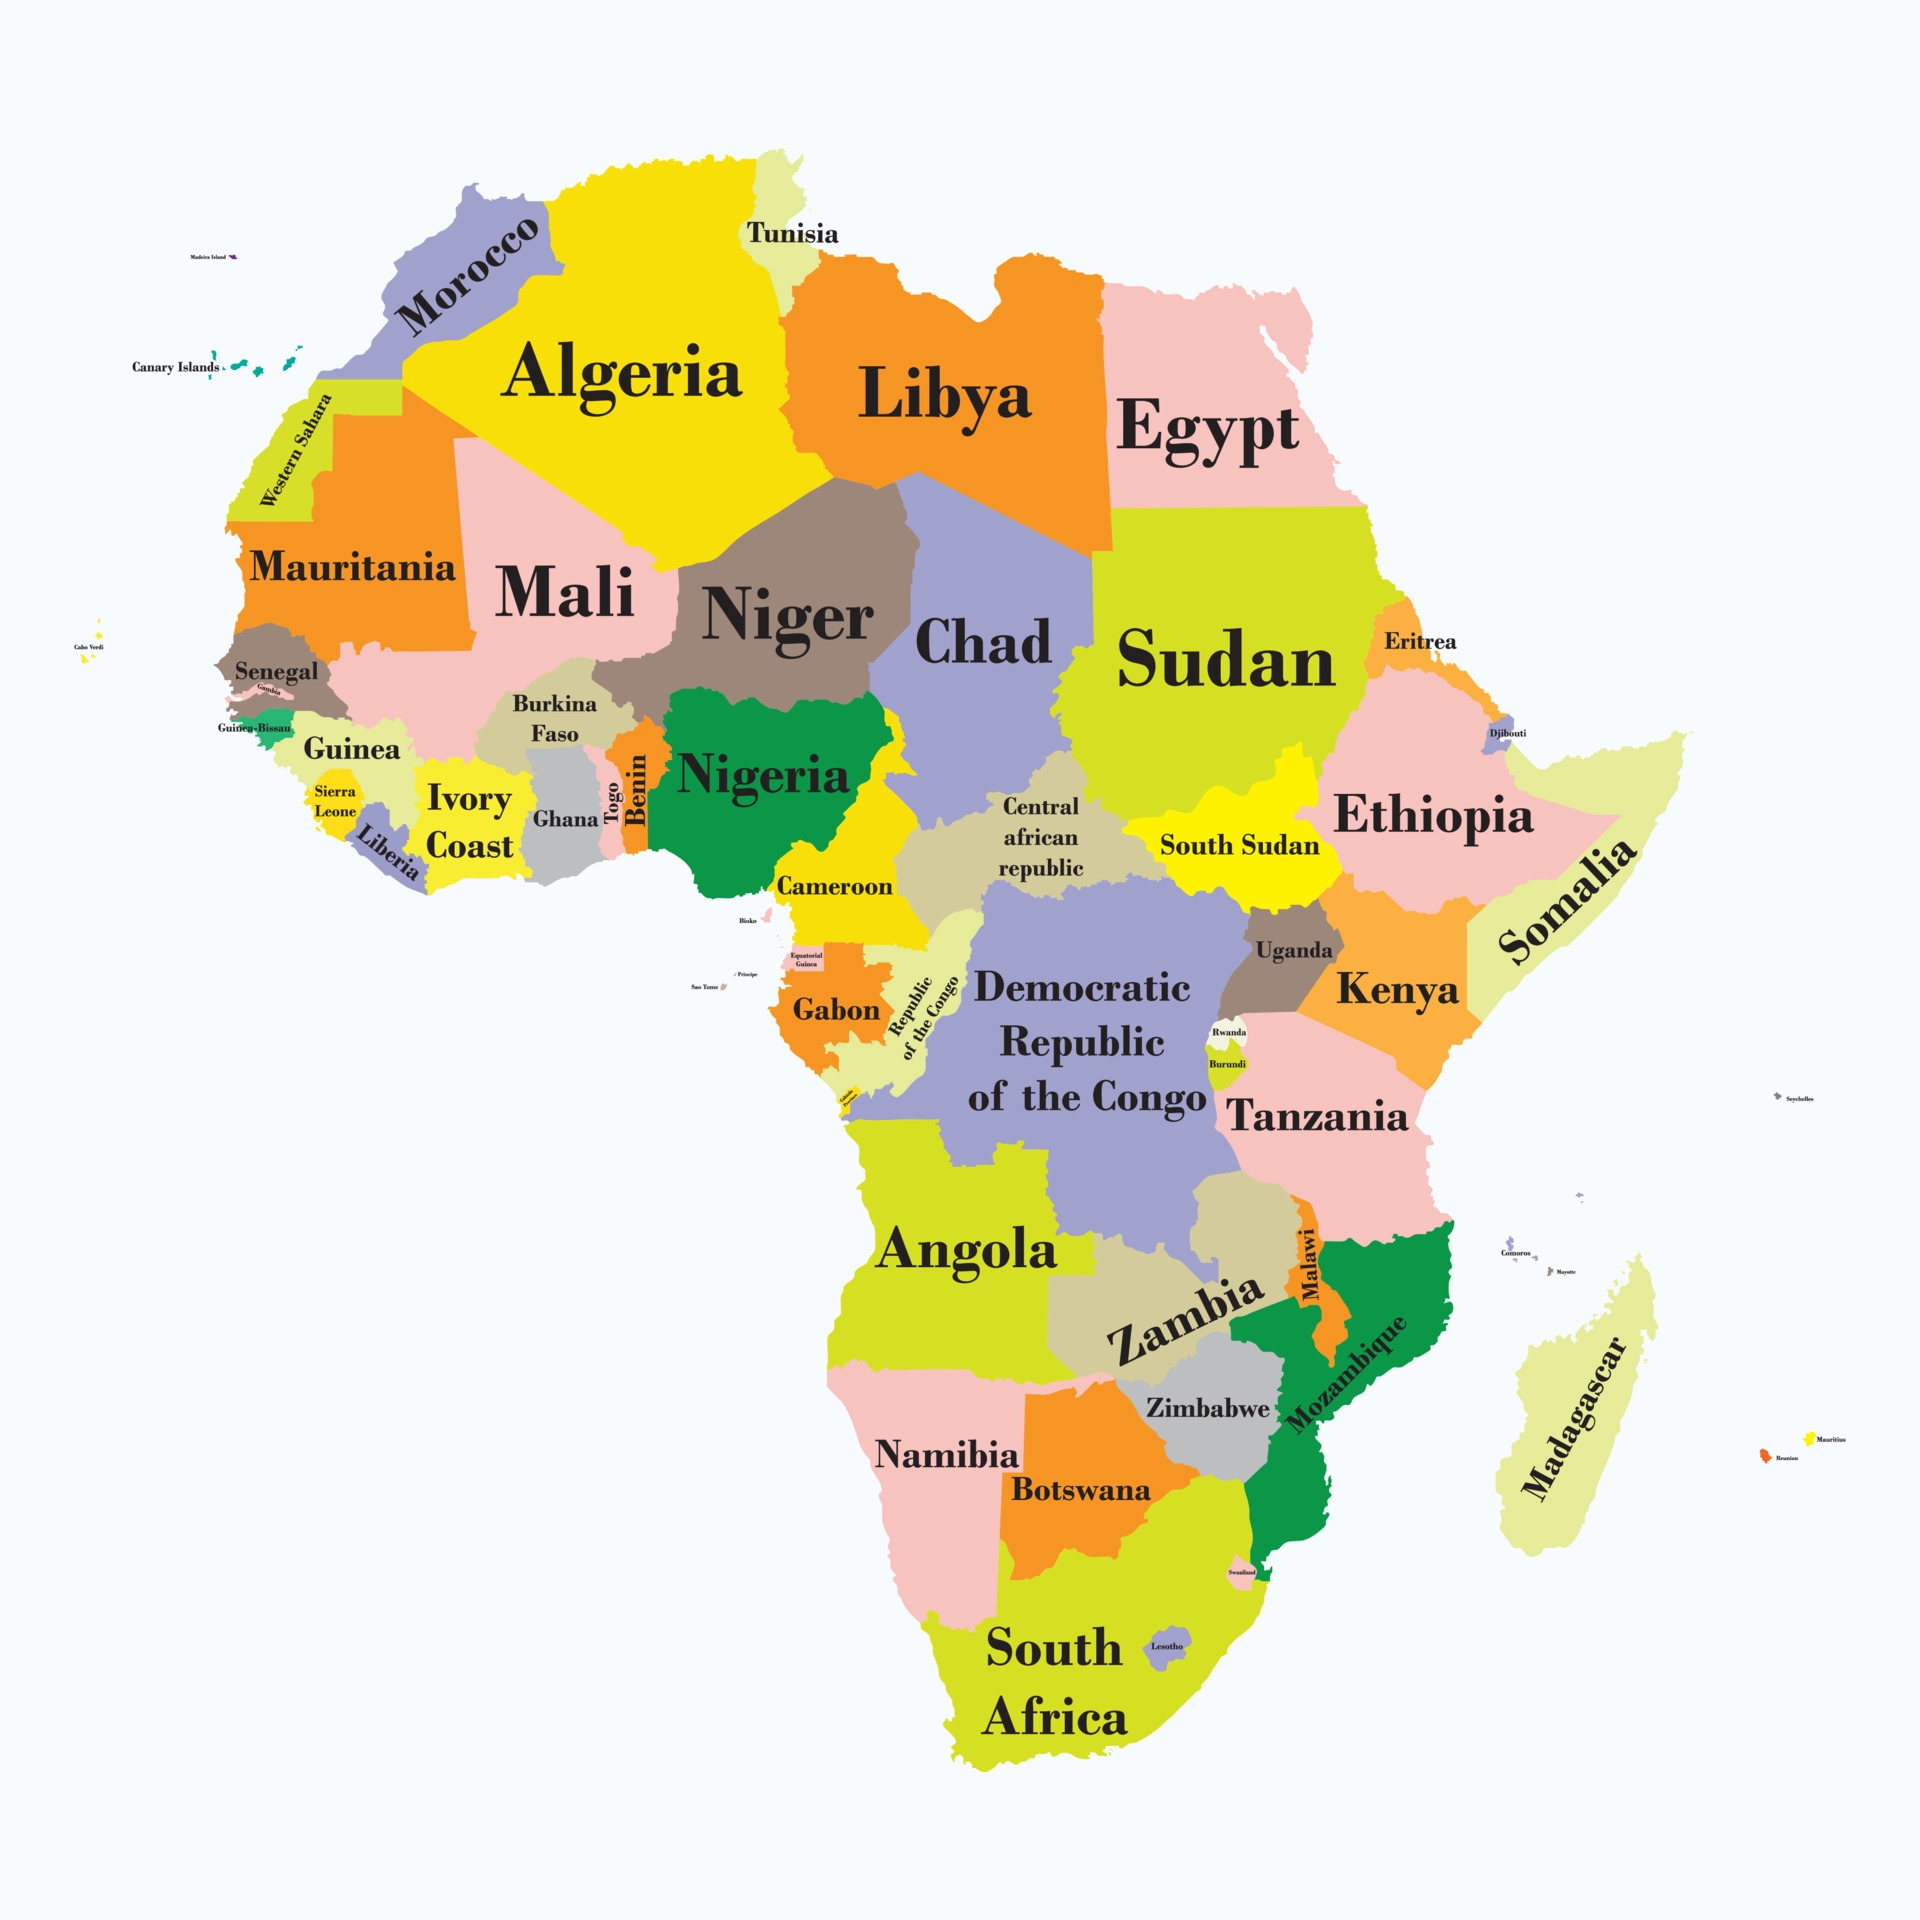 Tunisia
Morocco
Madeira Island
Algeria
Canary Islands
Libya
Egypt
Western Sahara
Mauritania
Mali
Niger
Chad
Sudan
Eritrea
Cabo Verdi
Senegal
Gambia
Burkina
Faso
Guinea-Bissau
Guinea
Djibouti
Nigeria
Sierra
Leone
Ivory
Coast
Ghana
Togo
Benin
Liberia
Central
african
republic
South Sudan
Ethiopia
Somalia
Cameroon
Bioko
Equatorial
Guinea
Principe
Sao Tome
Gabon
Republic
of the Congo
Democratic
Republic
of the Congo
Uganda
Kenya
Rwanda
Burundi
Cabinda
Province
Tanzania
Seychelles
Angola
Malawi
Comoros
Mayotte
Zambia
Mozambique
Madagascar
Zimbabwe
Namibia
Botswana
Mauritius
Reunion
Swaziland
Lesotho
South
Africa